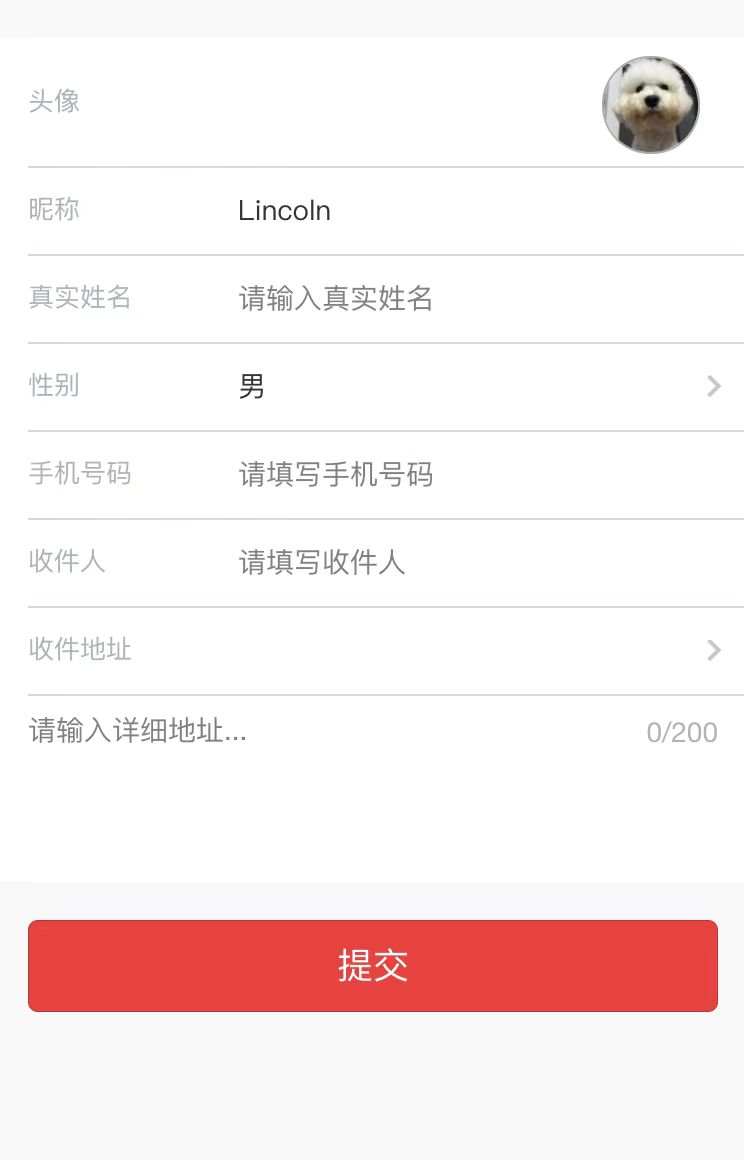 头像
昵称 Lincoln
真实姓名 请输入真实姓名
性别 男
手机号码 请填写手机号码
收件人 请填写收件人
收件地址
请输入详细地址... 0/200
提交